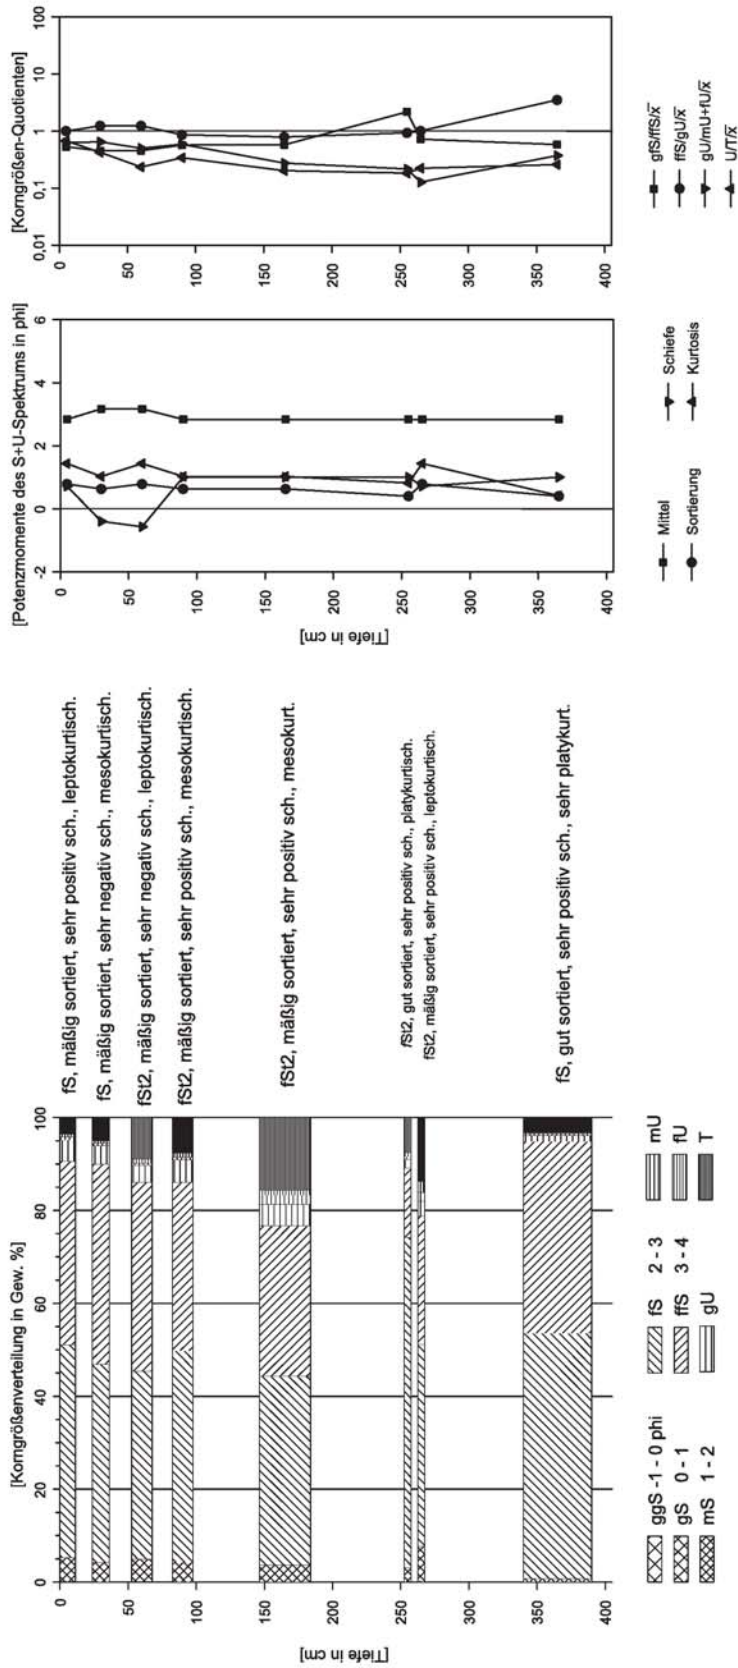 [Korngrößenverteilung in Gew. %]
0
20
40
60
80
100
[Tiefe in cm]
0
50
100
150
200
250
300
350
400
fS, mäßig sortiert, sehr positiv sch., leptokurtisch.
fS, mäßig sortiert, sehr negativ sch., mesokurtisch.
fSt2, mäßig sortiert, sehr negativ sch., leptokurtisch.
fSt2, mäßig sortiert, sehr positiv sch., mesokurtisch.
fSt2, mäßig sortiert, sehr positiv sch., mesokurt.
fSt2, gut sortiert, sehr positiv sch., platykurtisch.
fSt2, mäßig sortiert, sehr positiv sch., leptokurtisch.
fS, gut sortiert, sehr positiv sch., sehr platykurt.
ggS -1 - 0 phi
gS 0 - 1
mS 1 - 2
fS 2 - 3
ffS 3 - 4
gU
mU
fU
T
[Potenzmomente des S+U-Spektrums in phi]
-2
0
2
4
6
[Tiefe in cm]
0
50
100
150
200
250
300
350
400
Mittel
Sortierung
Schiefe
Kurtosis
[Korngrößen-Quotienten]
0,01
0,1
1
10
100
0
50
100
150
200
250
300
350
400
gfS/ffS/x̅
ffS/gU/x̅
gU/mU+fU/x̅
U/T/x̅